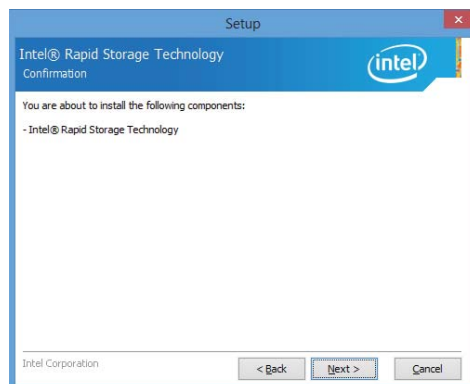 Setup
Intel® Rapid Storage Technology
Confirmation
intel
You are about to install the following components:
- Intel® Rapid Storage Technology
Intel Corporation
< Back
Next >
Cancel